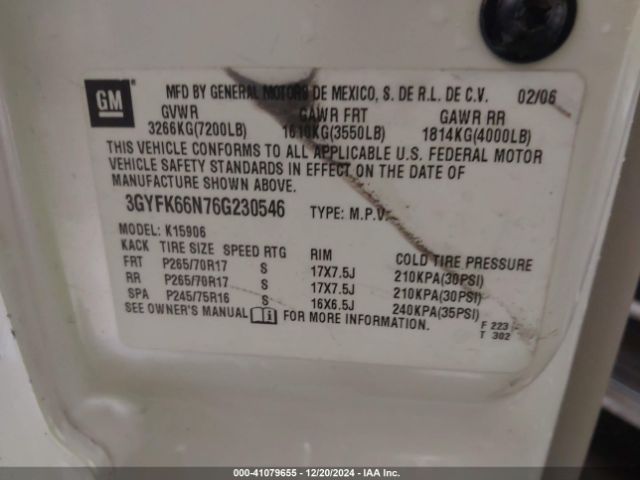 GM
MFD BY GENERAL MOTORS DE MEXICO, S. DE R.L. DE C.V. 02/06
GVWR GAWR FRT GAWR RR
3266KG(7200LB) 1610KG(3550LB) 1814KG(4000LB)
THIS VEHICLE CONFORMS TO ALL APPLICABLE U.S. FEDERAL MOTOR
VEHICLE SAFETY STANDARDS IN EFFECT ON THE DATE OF
MANUFACTURE SHOWN ABOVE.
3GYFK66N76G230546 TYPE: M.P.V.
MODEL: K15906
KACK TIRE SIZE SPEED RTG RIM COLD TIRE PRESSURE
FRT P265/70R17 S 17X7.5J 210KPA(30PSI)
RR P265/70R17 S 17X7.5J 210KPA(30PSI)
SPA P245/75R16 S 16X6.5J 240KPA(35PSI)
SEE OWNER'S MANUAL i FOR MORE INFORMATION.
F 223
T 302
000-41079655 - 12/20/2024 - IAA Inc.